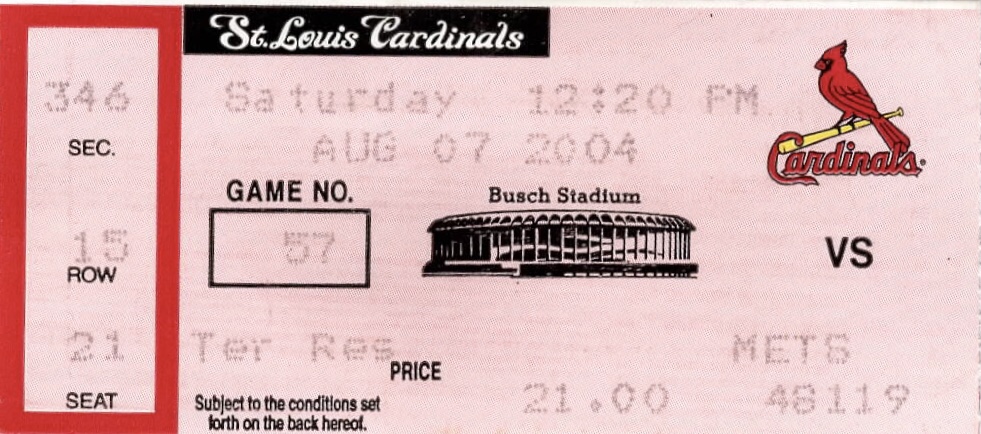 St. Louis Cardinals
346
SEC.
Saturday 12:20 PM
AUG 07 2004
Cardinals
GAME NO.
57
Busch Stadium
VS
15
ROW
21
SEAT
Ter Res
METS
PRICE
21.00
48119
Subject to the conditions set
forth on the back hereof.